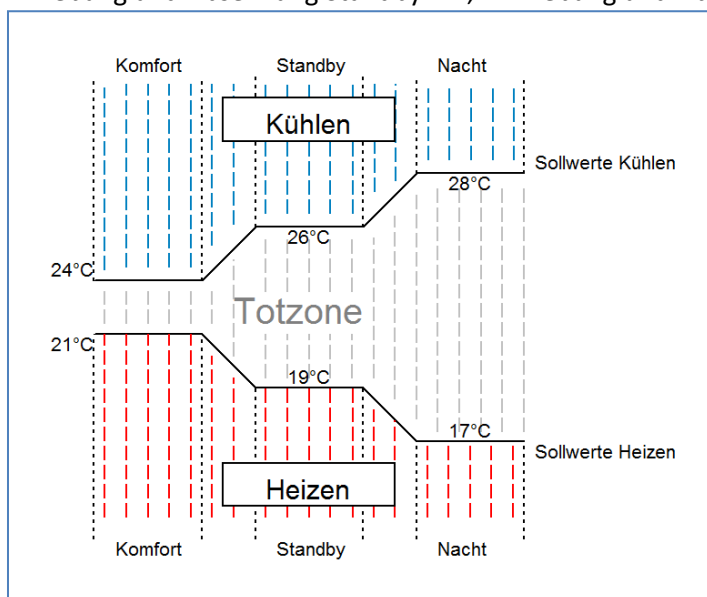 Komfort Standby Nacht
Kühlen
Sollwerte Kühlen
28°C
26°C
24°C
Totzone
21°C
19°C
17°C
Sollwerte Heizen
Heizen
Komfort Standby Nacht